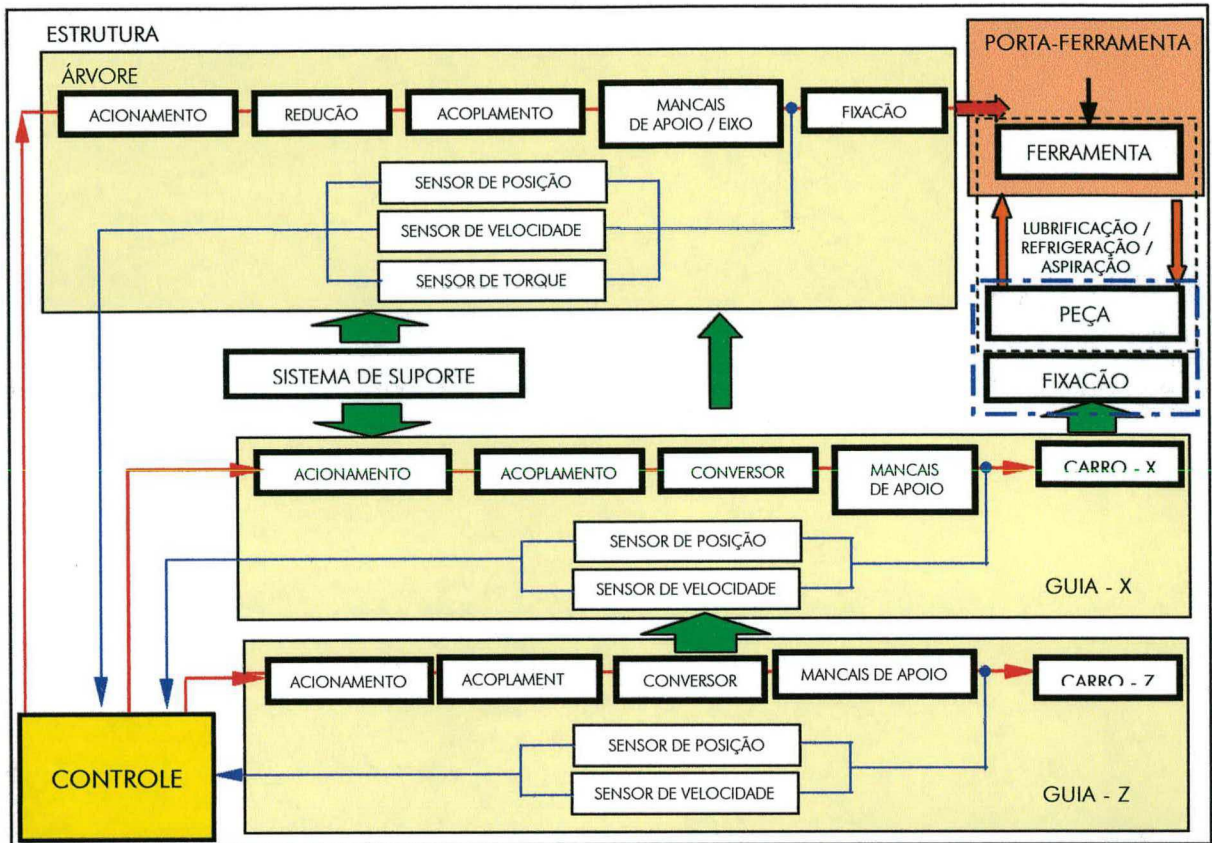 ESTRUTURA
ÁRVORE
ACIONAMENTO
REDUCÃO
ACOPLAMENTO
MANCAIS
DE APOIO / EIXO
FIXACÃO
SENSOR DE POSIÇÃO
SENSOR DE VELOCIDADE
SENSOR DE TORQUE
PORTA-FERRAMENTA
FERRAMENTA
LUBRIFICAÇÃO /
REFRIGERAÇÃO /
ASPIRAÇÃO
PEÇA
FIXACÃO
SISTEMA DE SUPORTE
ACIONAMENTO
ACOPLAMENTO
CONVERSOR
MANCAIS
DE APOIO
CARRO - X
SENSOR DE POSIÇÃO
SENSOR DE VELOCIDADE
GUIA - X
ACIONAMENTO
ACOPLAMENT
CONVERSOR
MANCAIS DE APOIO
CARRO - Z
SENSOR DE POSIÇÃO
SENSOR DE VELOCIDADE
GUIA - Z
CONTROLE